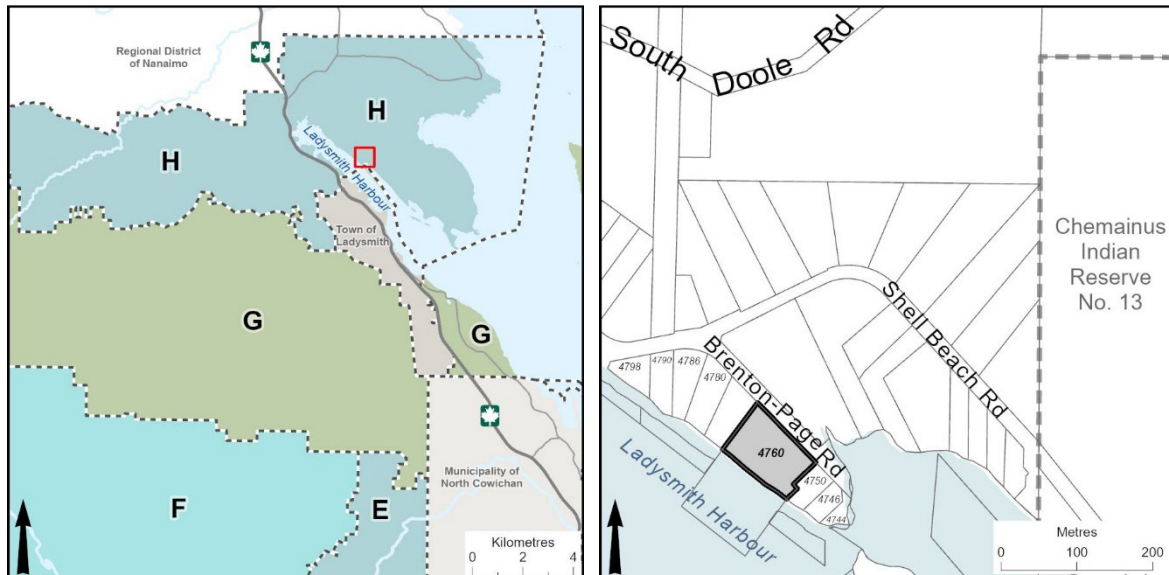 Regional District
of Nanaimo
H
H
Ladysmith Harbour
Town of
Ladysmith
G
G
Municipality of
North Cowichan
F
E
Kilometres
0 2 4
South Doole Rd
Chemainus
Indian
Reserve
No. 13
Shell Beach Rd
Brenton-Page Rd
4798
4790
4786
4780
4760
4750
4746
4744
Ladysmith Harbour
Metres
0 100 200